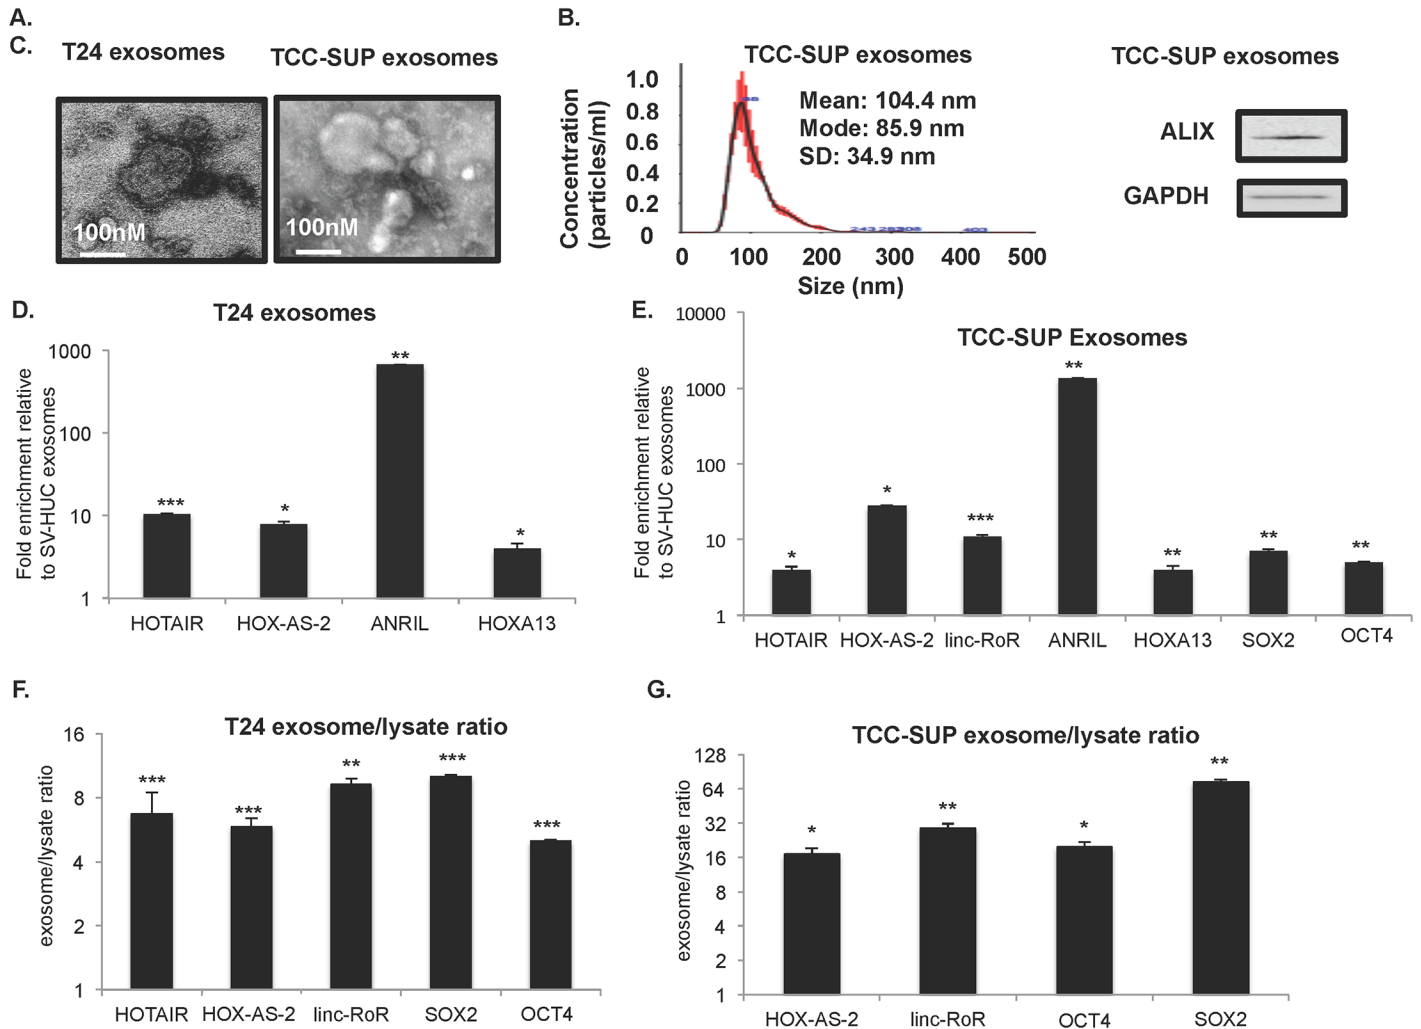 A.
C.
T24 exosomes
TCC-SUP exosomes
100nM
100nM
B.
TCC-SUP exosomes
Concentration
(particles/ml)
1.0
0.8
0.6
0.4
0.2
0
Mean: 104.4 nm
Mode: 85.9 nm
SD: 34.9 nm
0 100 200 300 400 500
Size (nm)
TCC-SUP exosomes
ALIX
GAPDH
D.
T24 exosomes
Fold enrichment relative
to SV-HUC exosomes
1000
100
10
1
***
*
**
*
HOTAIR HOX-AS-2 ANRIL HOXA13
E.
TCC-SUP Exosomes
Fold enrichment relative
to SV-HUC exosomes
10000
1000
100
10
1
*
*
***
**
**
**
**
HOTAIR HOX-AS-2 linc-RoR ANRIL HOXA13 SOX2 OCT4
F.
T24 exosome/lysate ratio
exosome/lysate ratio
16
8
4
2
1
***
***
**
***
***
HOTAIR HOX-AS-2 linc-RoR SOX2 OCT4
G.
TCC-SUP exosome/lysate ratio
exosome/lysate ratio
128
64
32
16
8
4
2
1
*
**
*
**
HOX-AS-2 linc-RoR OCT4 SOX2